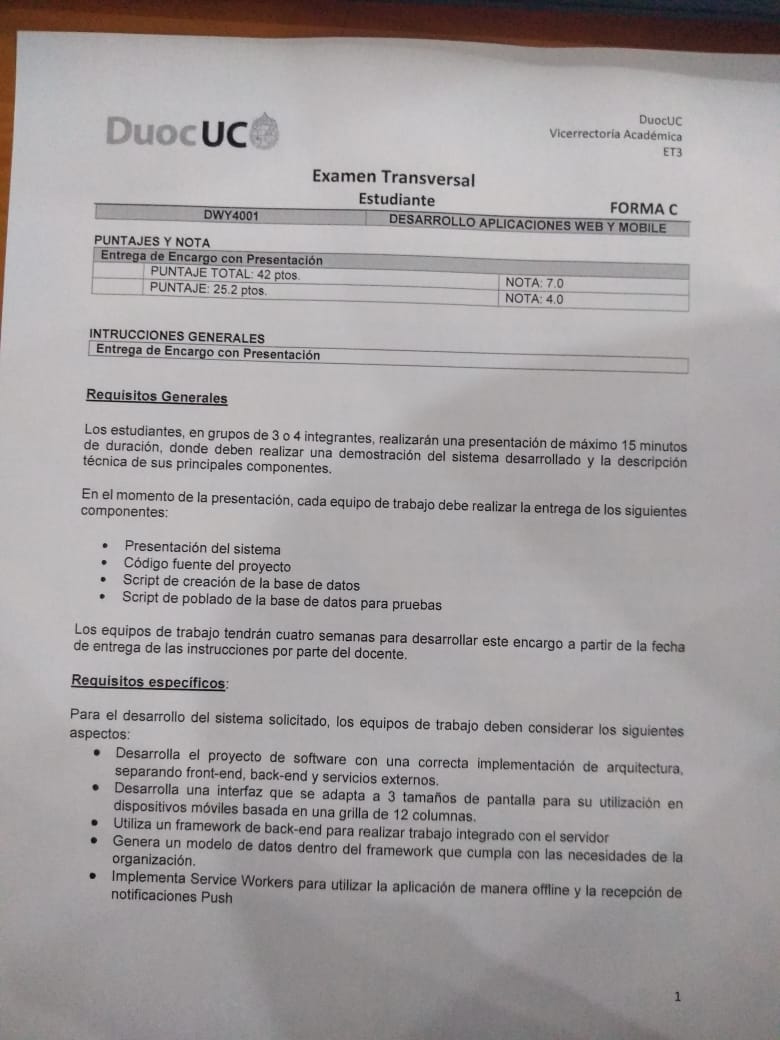 DuocUC
DuocUC
Vicerrectoría Académica
ET3
Examen Transversal
Estudiante
FORMA C
DWY4001
DESARROLLO APLICACIONES WEB Y MOBILE
PUNTAJES Y NOTA
Entrega de Encargo con Presentación
PUNTAJE TOTAL: 42 ptos.
NOTA: 7.0
PUNTAJE: 25.2 ptos.
NOTA: 4.0
INTRUCCIONES GENERALES
Entrega de Encargo con Presentación
Requisitos Generales
Los estudiantes, en grupos de 3 o 4 integrantes, realizarán una presentación de máximo 15 minutos
de duración, donde deben realizar una demostración del sistema desarrollado y la descripción
técnica de sus principales componentes.
En el momento de la presentación, cada equipo de trabajo debe realizar la entrega de los siguientes
componentes:
• Presentación del sistema
• Código fuente del proyecto
• Script de creación de la base de datos
• Script de poblado de la base de datos para pruebas
Los equipos de trabajo tendrán cuatro semanas para desarrollar este encargo a partir de la fecha
de entrega de las instrucciones por parte del docente.
Requisitos específicos:
Para el desarrollo del sistema solicitado, los equipos de trabajo deben considerar los siguientes
aspectos:
• Desarrolla el proyecto de software con una correcta implementación de arquitectura,
separando front-end, back-end y servicios externos.
• Desarrolla una interfaz que se adapta a 3 tamaños de pantalla para su utilización en
dispositivos móviles basada en una grilla de 12 columnas.
• Utiliza un framework de back-end para realizar trabajo integrado con el servidor
• Genera un modelo de datos dentro del framework que cumpla con las necesidades de la
organización.
• Implementa Service Workers para utilizar la aplicación de manera offline y la recepción de
notificaciones Push
1